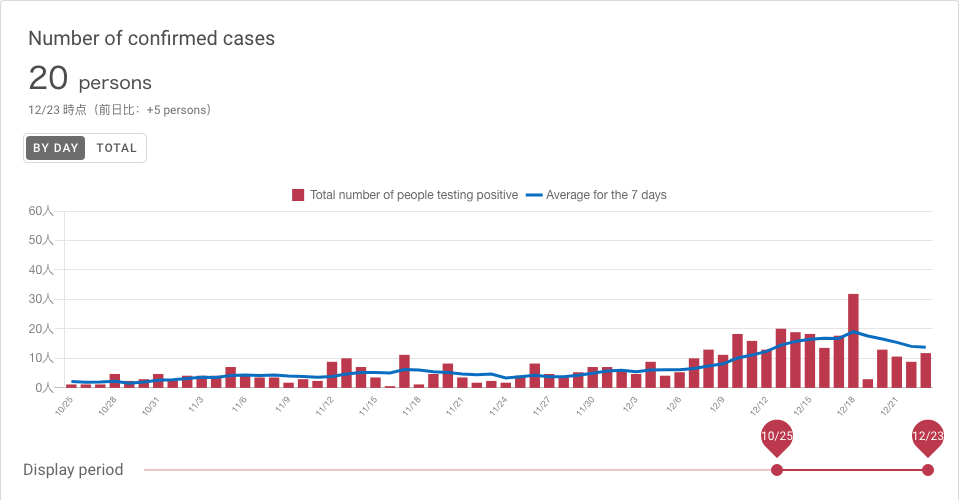 Number of confirmed cases
20 persons
12/23 時点（前日比：+5 persons）
BY DAY TOTAL
Total number of people testing positive Average for the 7 days
60人
50人
40人
30人
20人
10人
0人
10/25 10/28 10/31 11/3 11/6 11/9 11/12 11/15 11/18 11/21 11/24 11/27 11/30 12/3 12/6 12/9 12/12 12/15 12/18 12/21
10/25 12/23
Display period